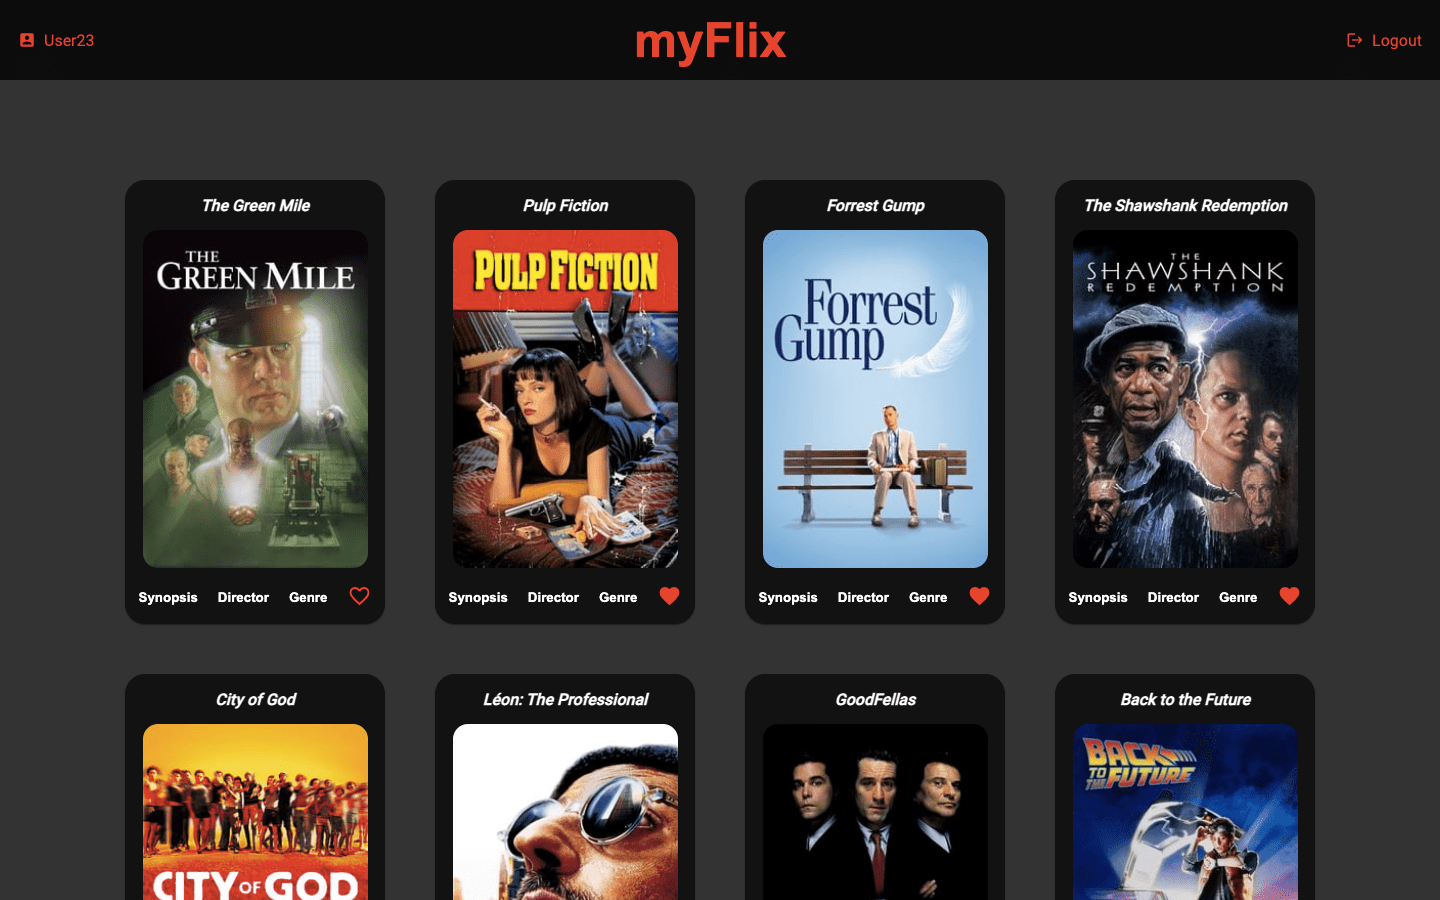 User23
myFlix
Logout
The Green Mile
Pulp Fiction
Forrest Gump
The Shawshank Redemption
THE
GREEN MILE
PULP FICTION
Forrest
Gump
THE
SHAWSHANK
REDEMPTION
Synopsis Director Genre
Synopsis Director Genre
Synopsis Director Genre
Synopsis Director Genre
City of God
Léon: The Professional
GoodFellas
Back to the Future
CITY OF GOD
BACK
TO THE FUTURE